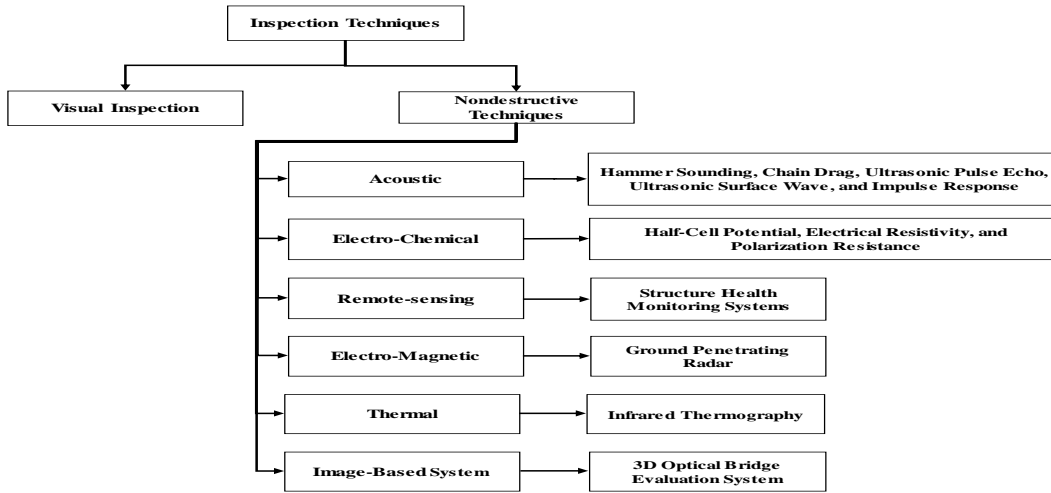 Inspection Techniques
Visual Inspection
Nondestructive
Techniques
Acoustic
Hammer Sounding, Chain Drag, Ultrasonic Pulse Echo,
Ultrasonic Surface Wave, and Impulse Response
Electro-Chemical
Half-Cell Potential, Electrical Resistivity, and
Polarization Resistance
Remote-sensing
Structure Health
Monitoring Systems
Electro-Magnetic
Ground Penetrating
Radar
Thermal
Infrared Thermography
Image-Based System
3D Optical Bridge
Evaluation System